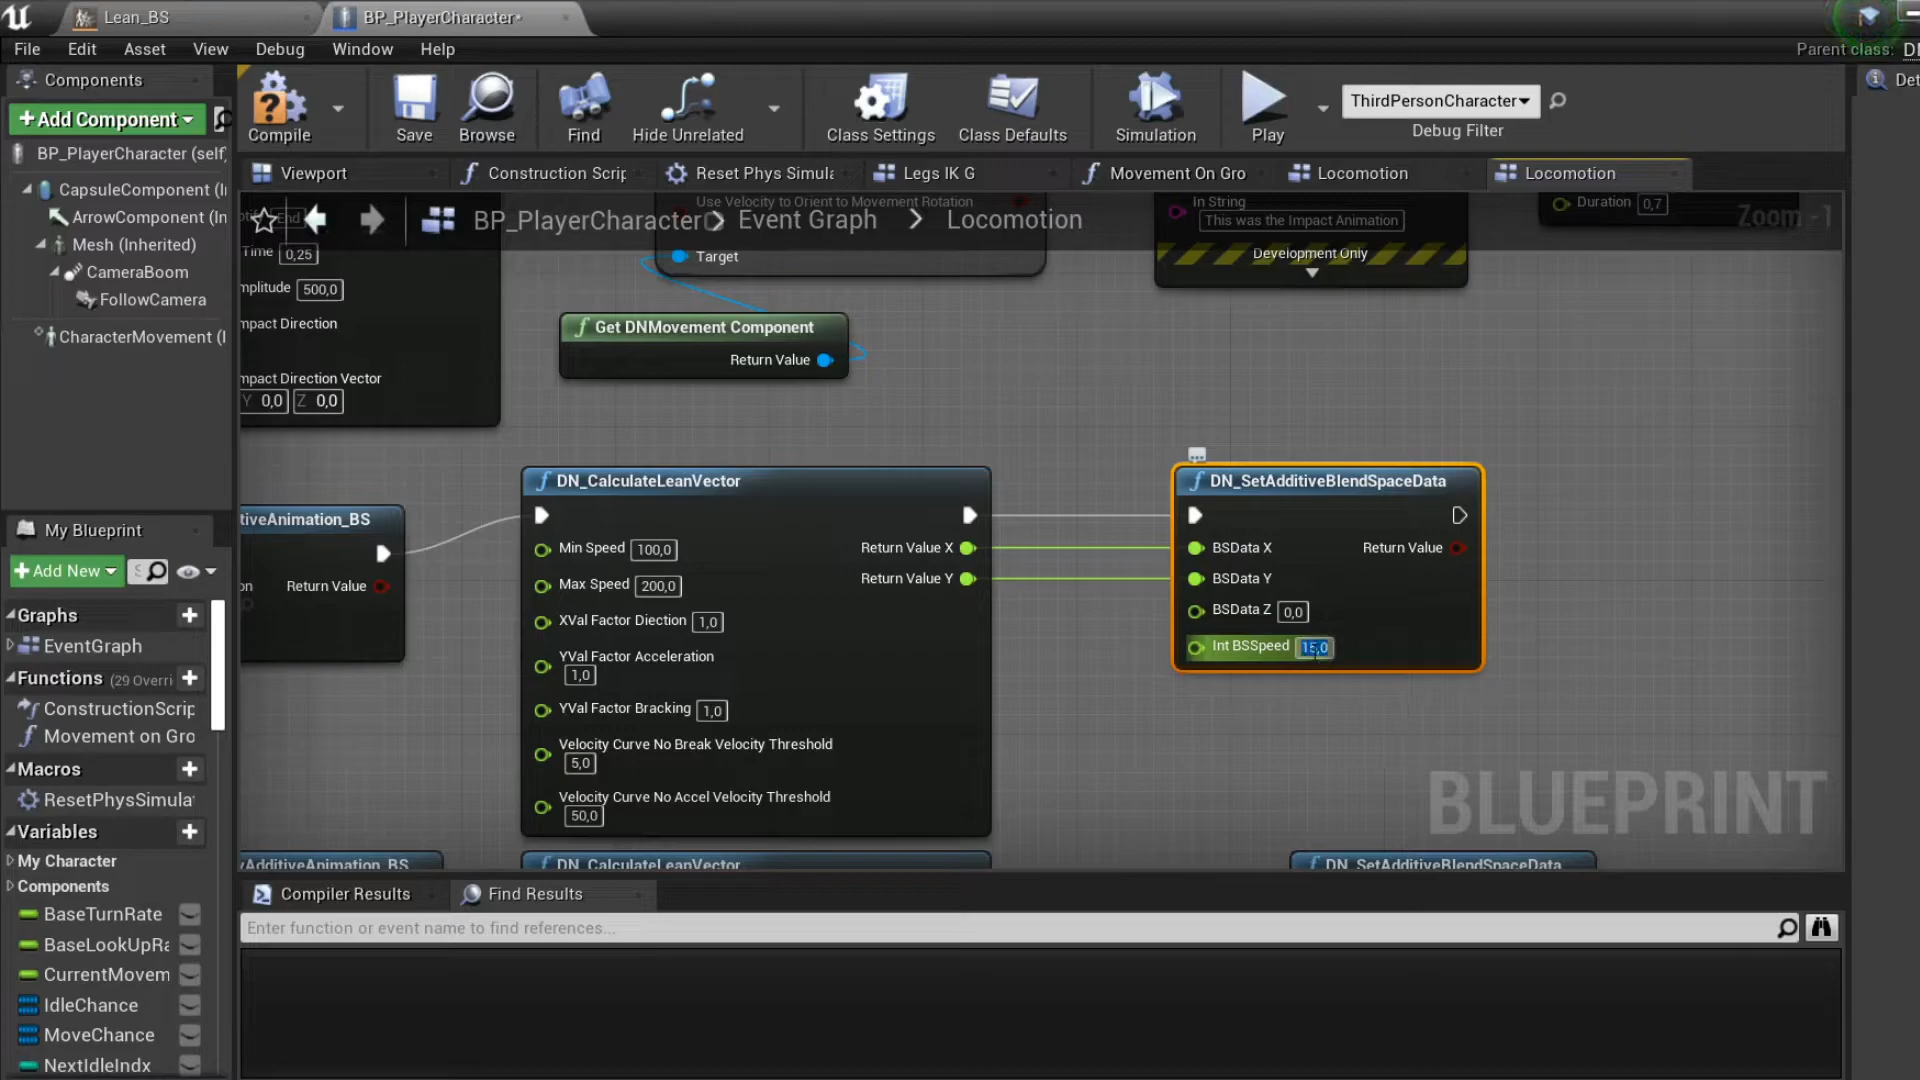 Lean_BS
BP_PlayerCharacter*
File
Edit
Asset
View
Debug
Window
Help
Parent class:
Components
+Add Component
BP_PlayerCharacter (self
CapsuleComponent (I
ArrowComponent (In
Mesh (Inherited)
CameraBoom
FollowCamera
CharacterMovement (I
Compile
Save
Browse
Find
Hide Unrelated
Class Settings
Class Defaults
Simulation
Play
ThirdPersonCharacter
Debug Filter
Det
Viewport
Construction Scrip
Reset Phys Simula
Legs IK G
Movement On Gro
Locomotion
Locomotion
BP_PlayerCharacter > Event Graph > Locomotion
Zoom -1
Use Velocity to Orient to Movement Rotation
Target
In String
This was the Impact Animation
Development Only
Duration 0,7
End
Time 0,25
mplitude 500,0
mpact Direction
mpact Direction Vector
Y 0,0 Z 0,0
Get DNMovement Component
Return Value
tiveAnimation_BS
on
Return Value
DN_CalculateLeanVector
Min Speed 100,0
Max Speed 200,0
XVal Factor Diection 1,0
YVal Factor Acceleration
1,0
YVal Factor Bracking 1,0
Velocity Curve No Break Velocity Threshold
5,0
Velocity Curve No Accel Velocity Threshold
50,0
Return Value X
Return Value Y
DN_SetAdditiveBlendSpaceData
BSData X
Return Value
BSData Y
BSData Z 0,0
Int BSSpeed 15,0
BLUEPRINT
AdditiveAnimation_BS
DN_CalculateLeanVector
DN_SetAdditiveBlendSpaceData
My Blueprint
+Add New
S
Graphs
EventGraph
Functions (29 Overri
ConstructionScrip
Movement on Gro
Macros
ResetPhysSimula
Variables
My Character
Components
BaseTurnRate
BaseLookUpRa
CurrentMovem
IdleChance
MoveChance
NextIdleIndx
Compiler Results
Find Results
Enter function or event name to find references...